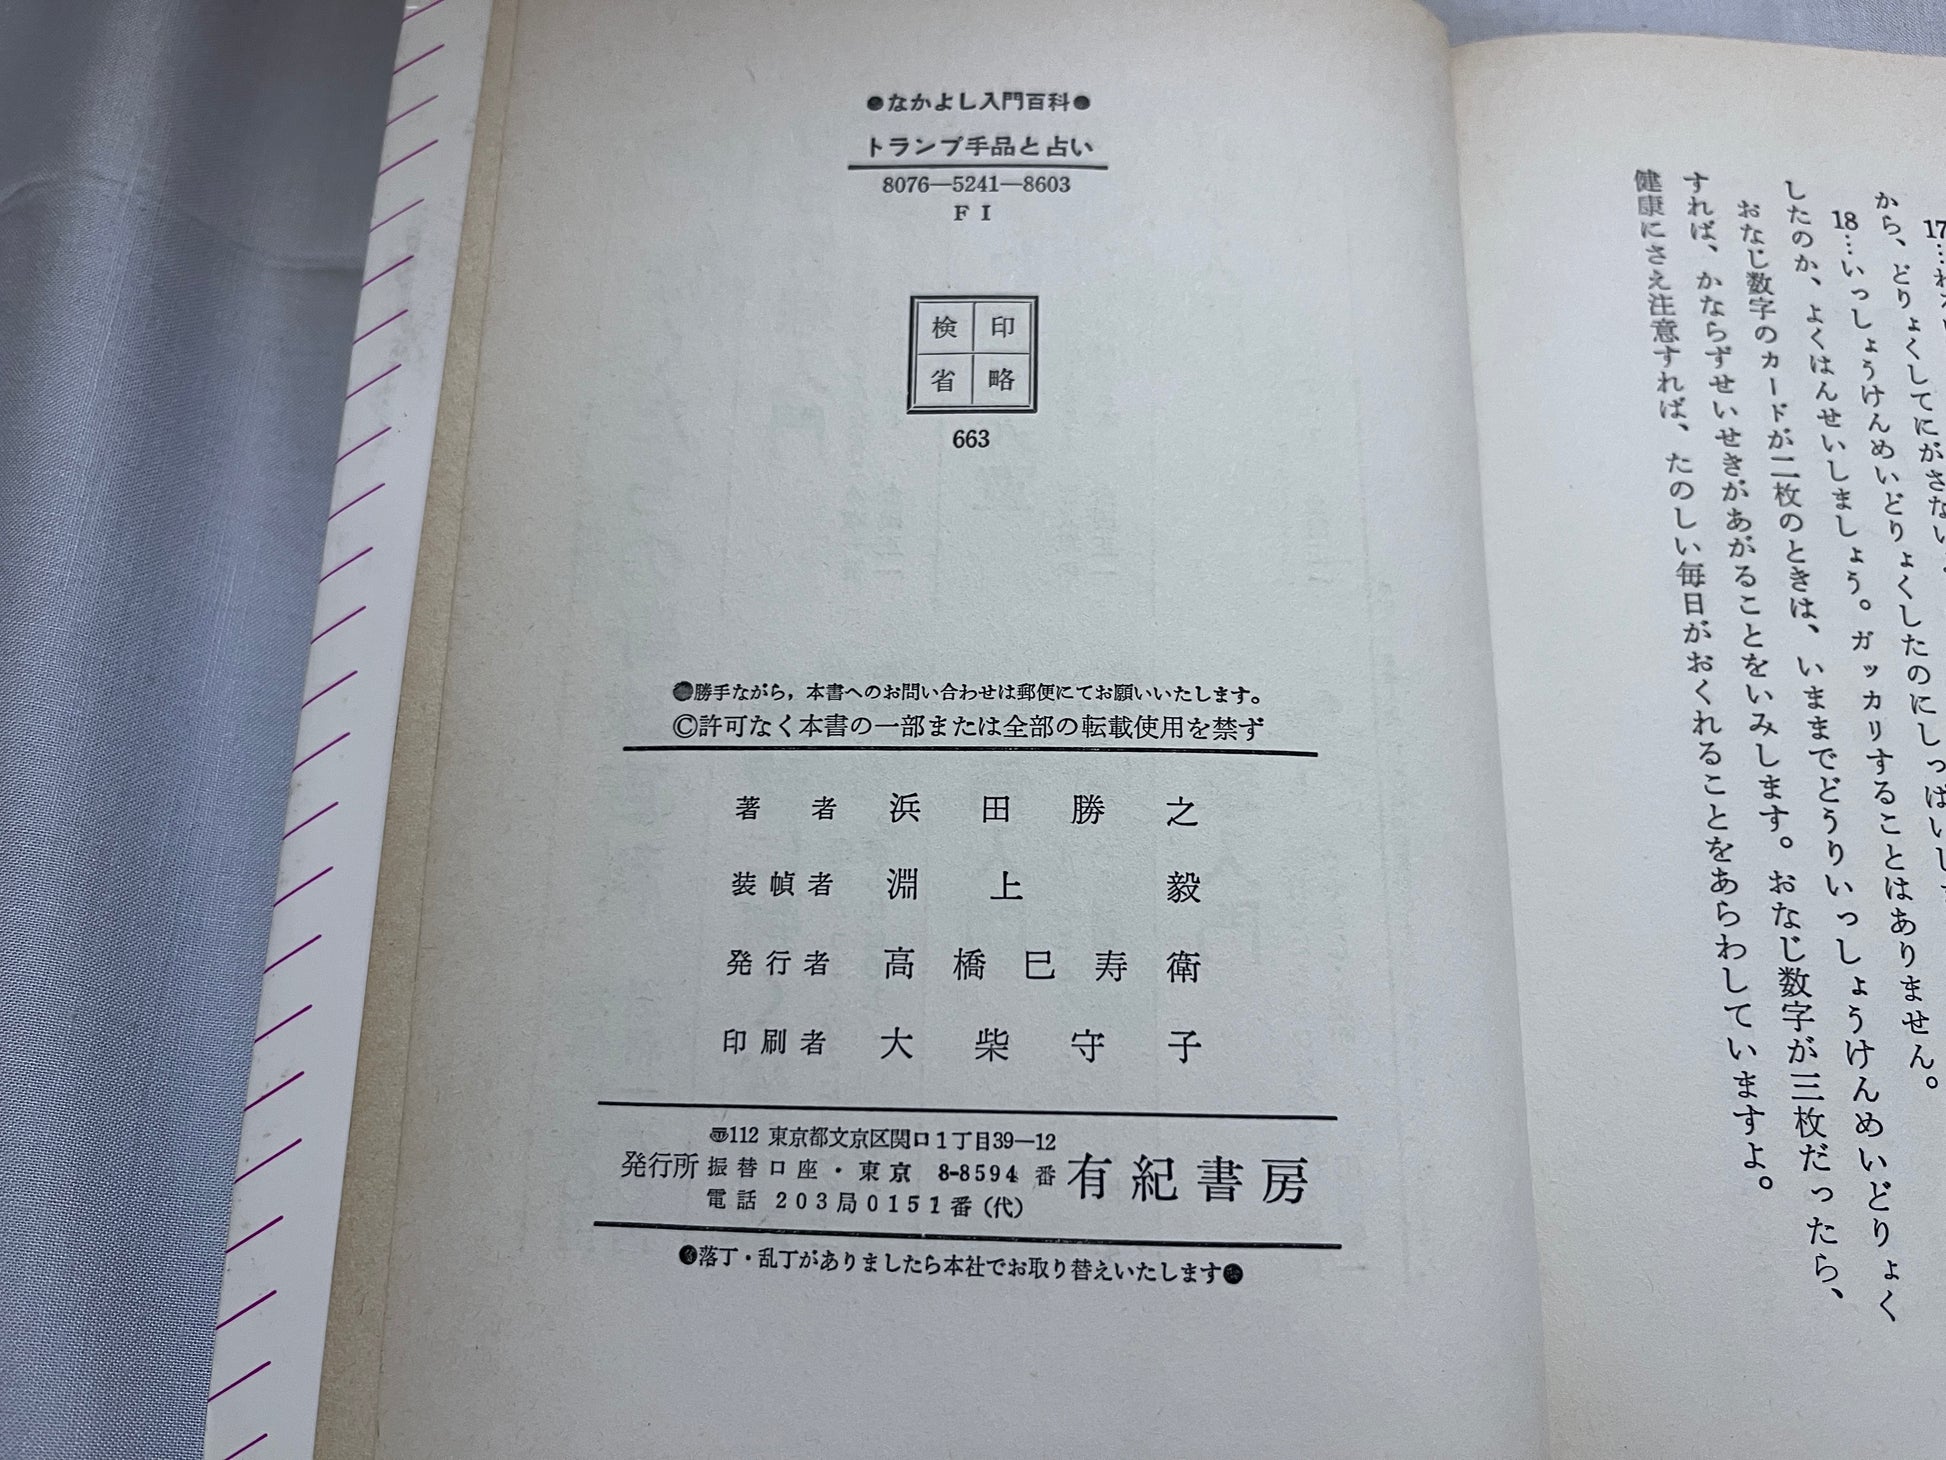 ●なかよし入門百科●
トランプ手品と占い
8076—5241—8603
F I
検印
省略
663
●勝手ながら，本書へのお問い合わせは郵便にてお願いいたします。
©許可なく本書の一部または全部の転載使用を禁ず
著者 浜田勝之
装幀者 淵上毅
発行者 高橋巳寿衛
印刷者 大柴守子
〠112 東京都文京区関口1丁目39—12
発行所 振替口座・東京 8-8594 番 有紀書房
電話 203局0151番（代）
●落丁・乱丁がありましたら本社でお取り替えいたします●
17…
から、どりょくしてにがさない
18…いっしょうけんめいどりょくしたのにしっぱいし
したのか、よくはんせいしましょう。ガッカリすることはありません。
おなじ数字のカードが二枚のときは、いままでどうりいっしょうけんめいどりょく
すれば、かならずせいせきがあがることをいみします。おなじ数字が三枚だったら、
健康にさえ注意すれば、たのしい毎日がおくれることをあらわしていますよ。